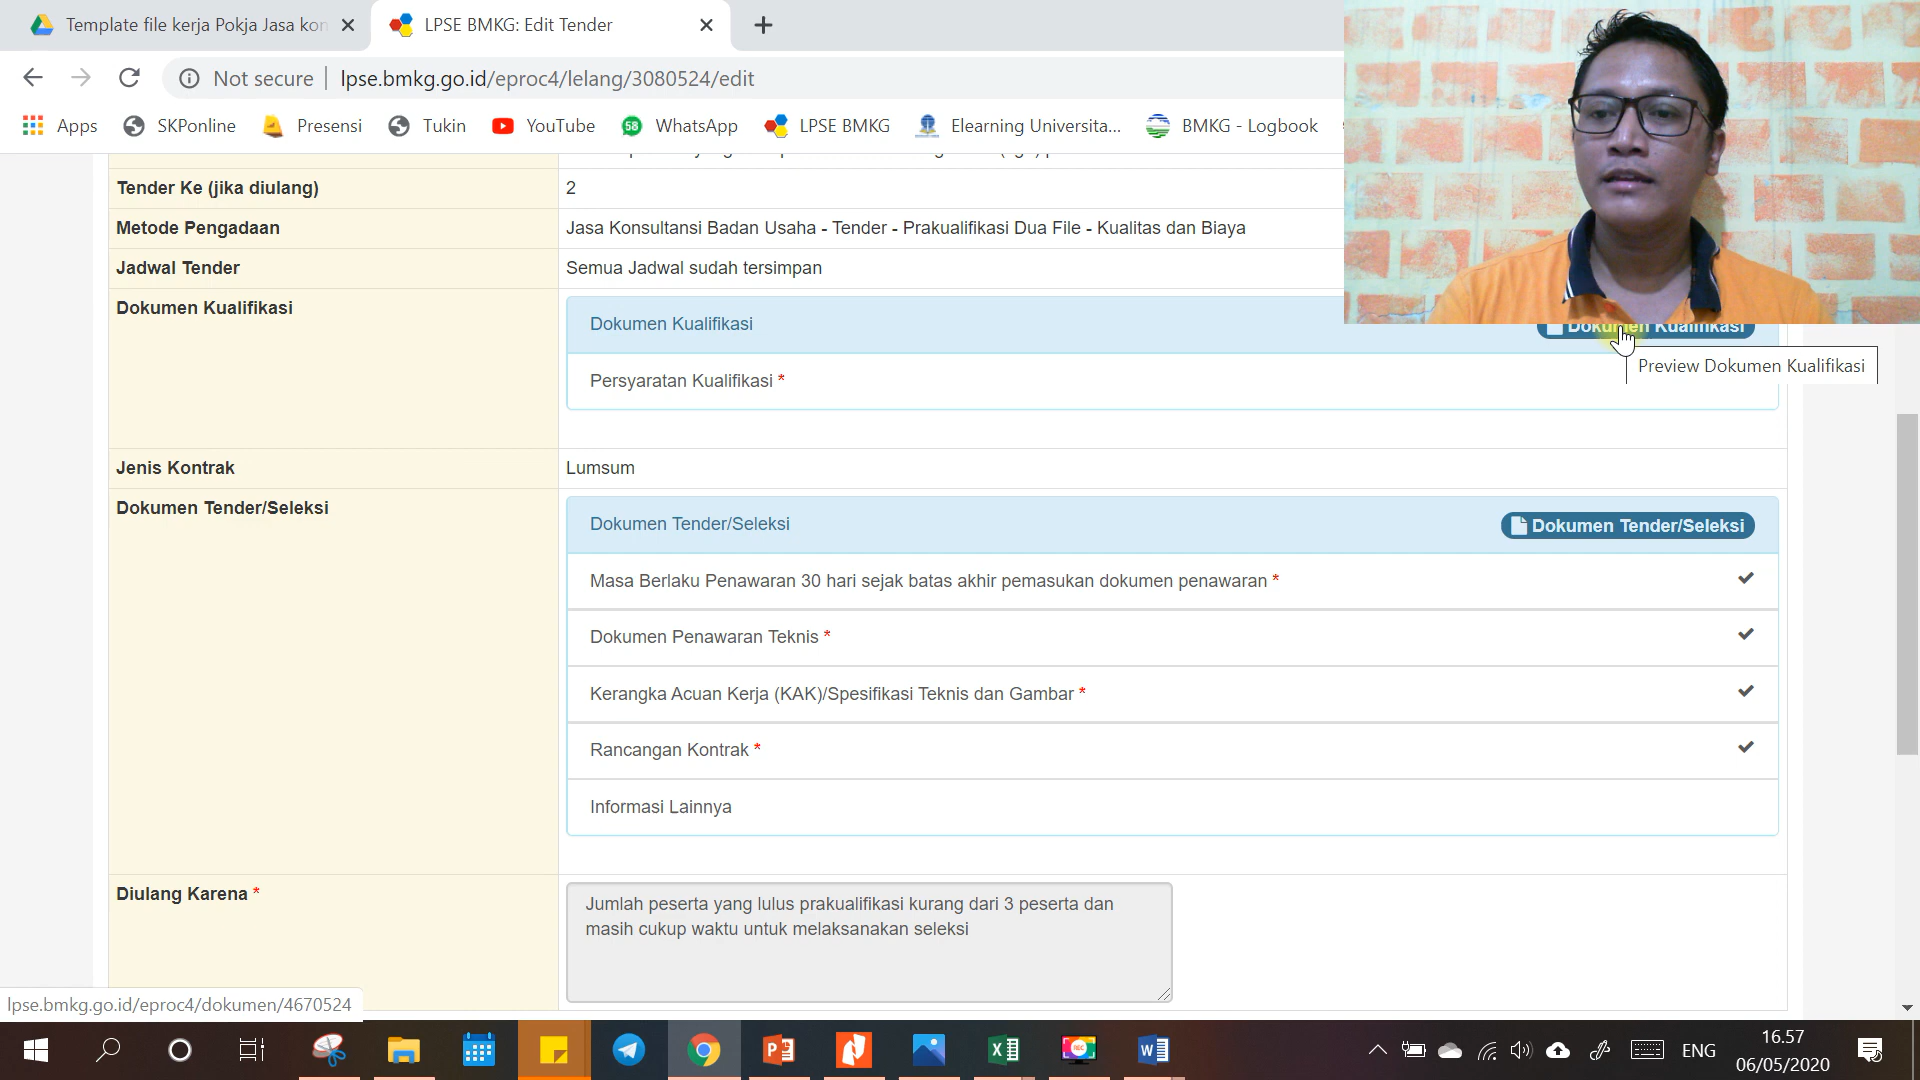 Template file kerja Pokja Jasa kon
LPSE BMKG: Edit Tender
Not secure
lpse.bmkg.go.id/eproc4/lelang/3080524/edit
Apps
SKPonline
Presensi
Tukin
YouTube
58
WhatsApp
LPSE BMKG
Elearning Universita...
BMKG - Logbook
Tender Ke (jika diulang)
2
Metode Pengadaan
Jasa Konsultansi Badan Usaha - Tender - Prakualifikasi Dua File - Kualitas dan Biaya
Jadwal Tender
Semua Jadwal sudah tersimpan
Dokumen Kualifikasi
Dokumen Kualifikasi
Dokumen Kualifikasi
Preview Dokumen Kualifikasi
Persyaratan Kualifikasi *
Jenis Kontrak
Lumsum
Dokumen Tender/Seleksi
Dokumen Tender/Seleksi
Dokumen Tender/Seleksi
Masa Berlaku Penawaran 30 hari sejak batas akhir pemasukan dokumen penawaran *
Dokumen Penawaran Teknis *
Kerangka Acuan Kerja (KAK)/Spesifikasi Teknis dan Gambar *
Rancangan Kontrak *
Informasi Lainnya
Diulang Karena *
Jumlah peserta yang lulus prakualifikasi kurang dari 3 peserta dan
masih cukup waktu untuk melaksanakan seleksi
lpse.bmkg.go.id/eproc4/dokumen/4670524
ENG
16.57
06/05/2020